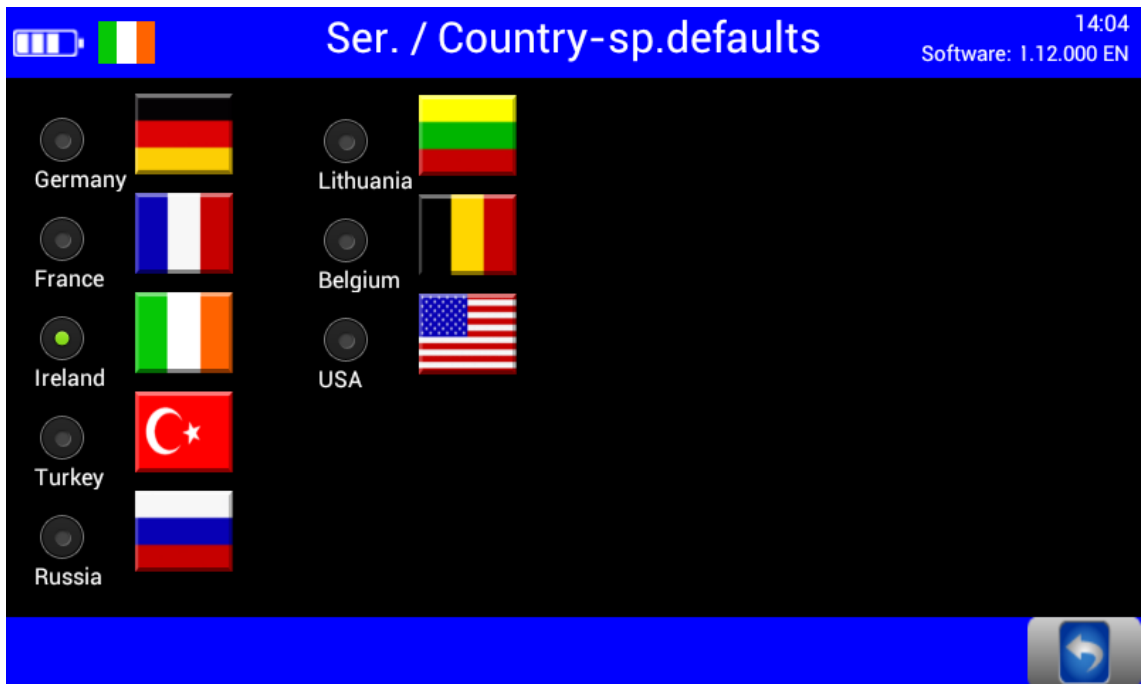 Ser. / Country-sp.defaults
14:04
Software: 1.12.000 EN
Germany
France
Ireland
Turkey
Russia
Lithuania
Belgium
USA